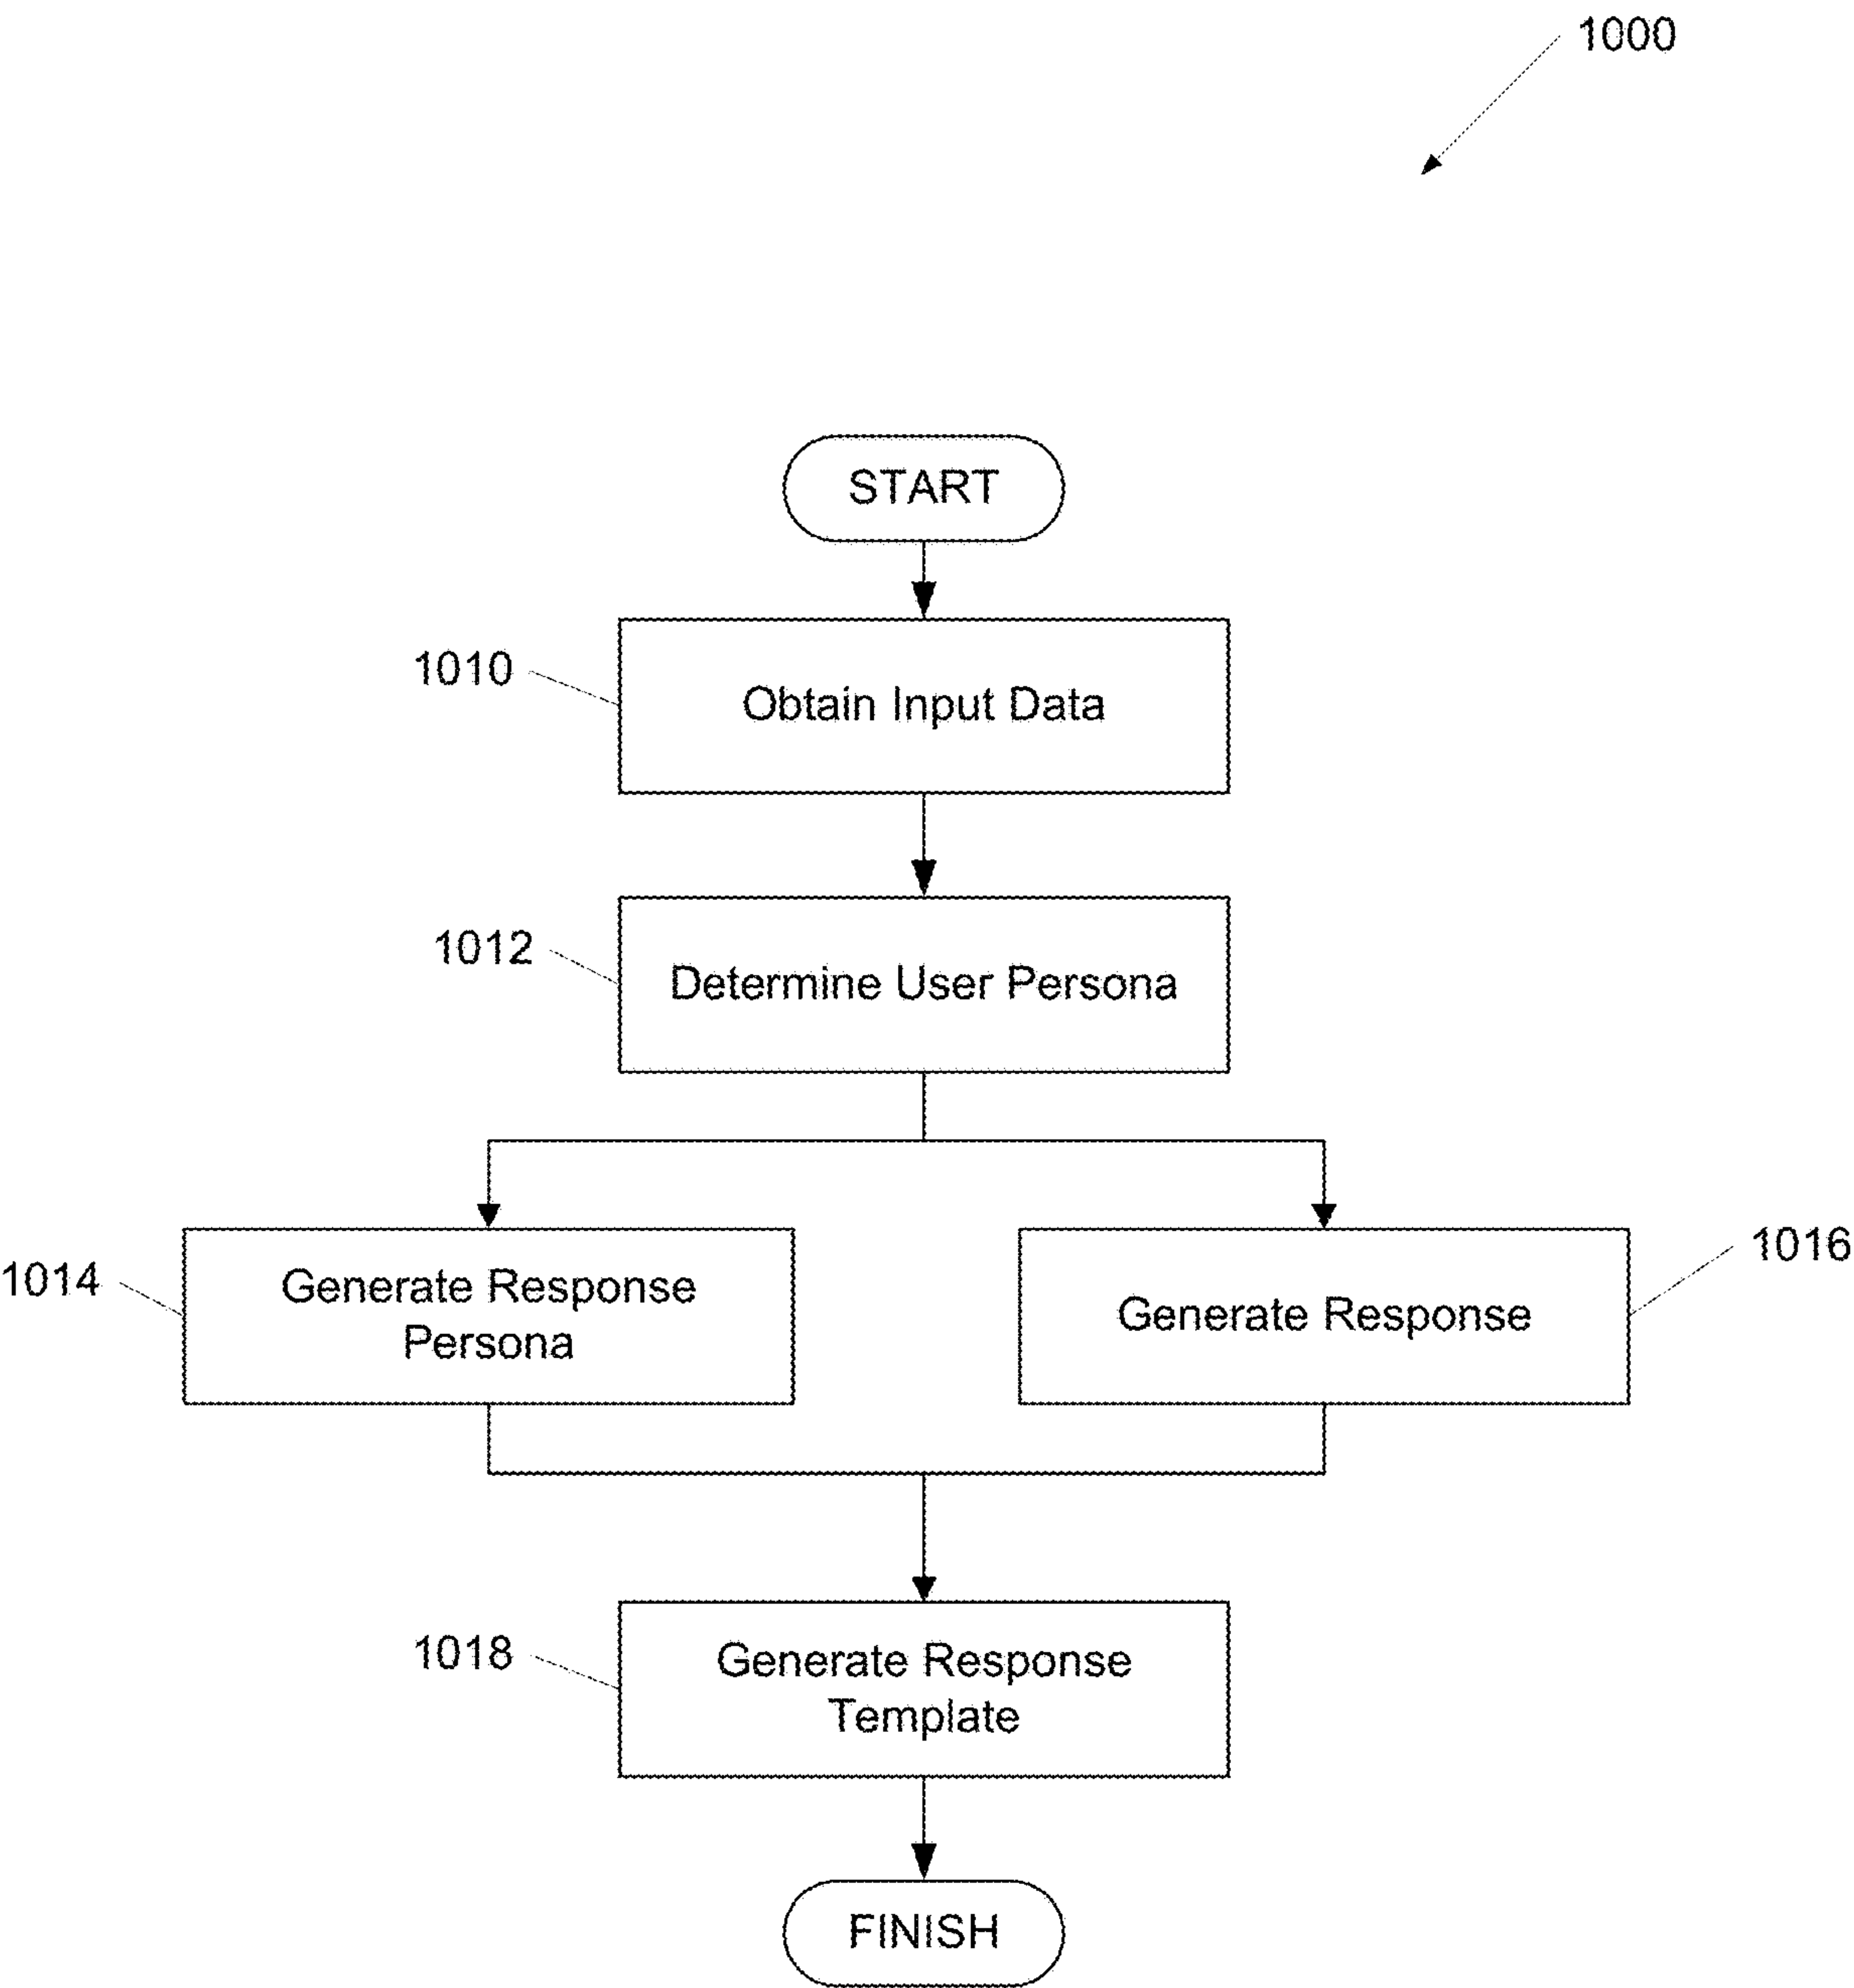 1000
START
1010
Obtain Input Data
1012
Determine User Persona
1014
Generate Response
Persona
Generate Response
1016
1018
Generate Response
Template
FINISH